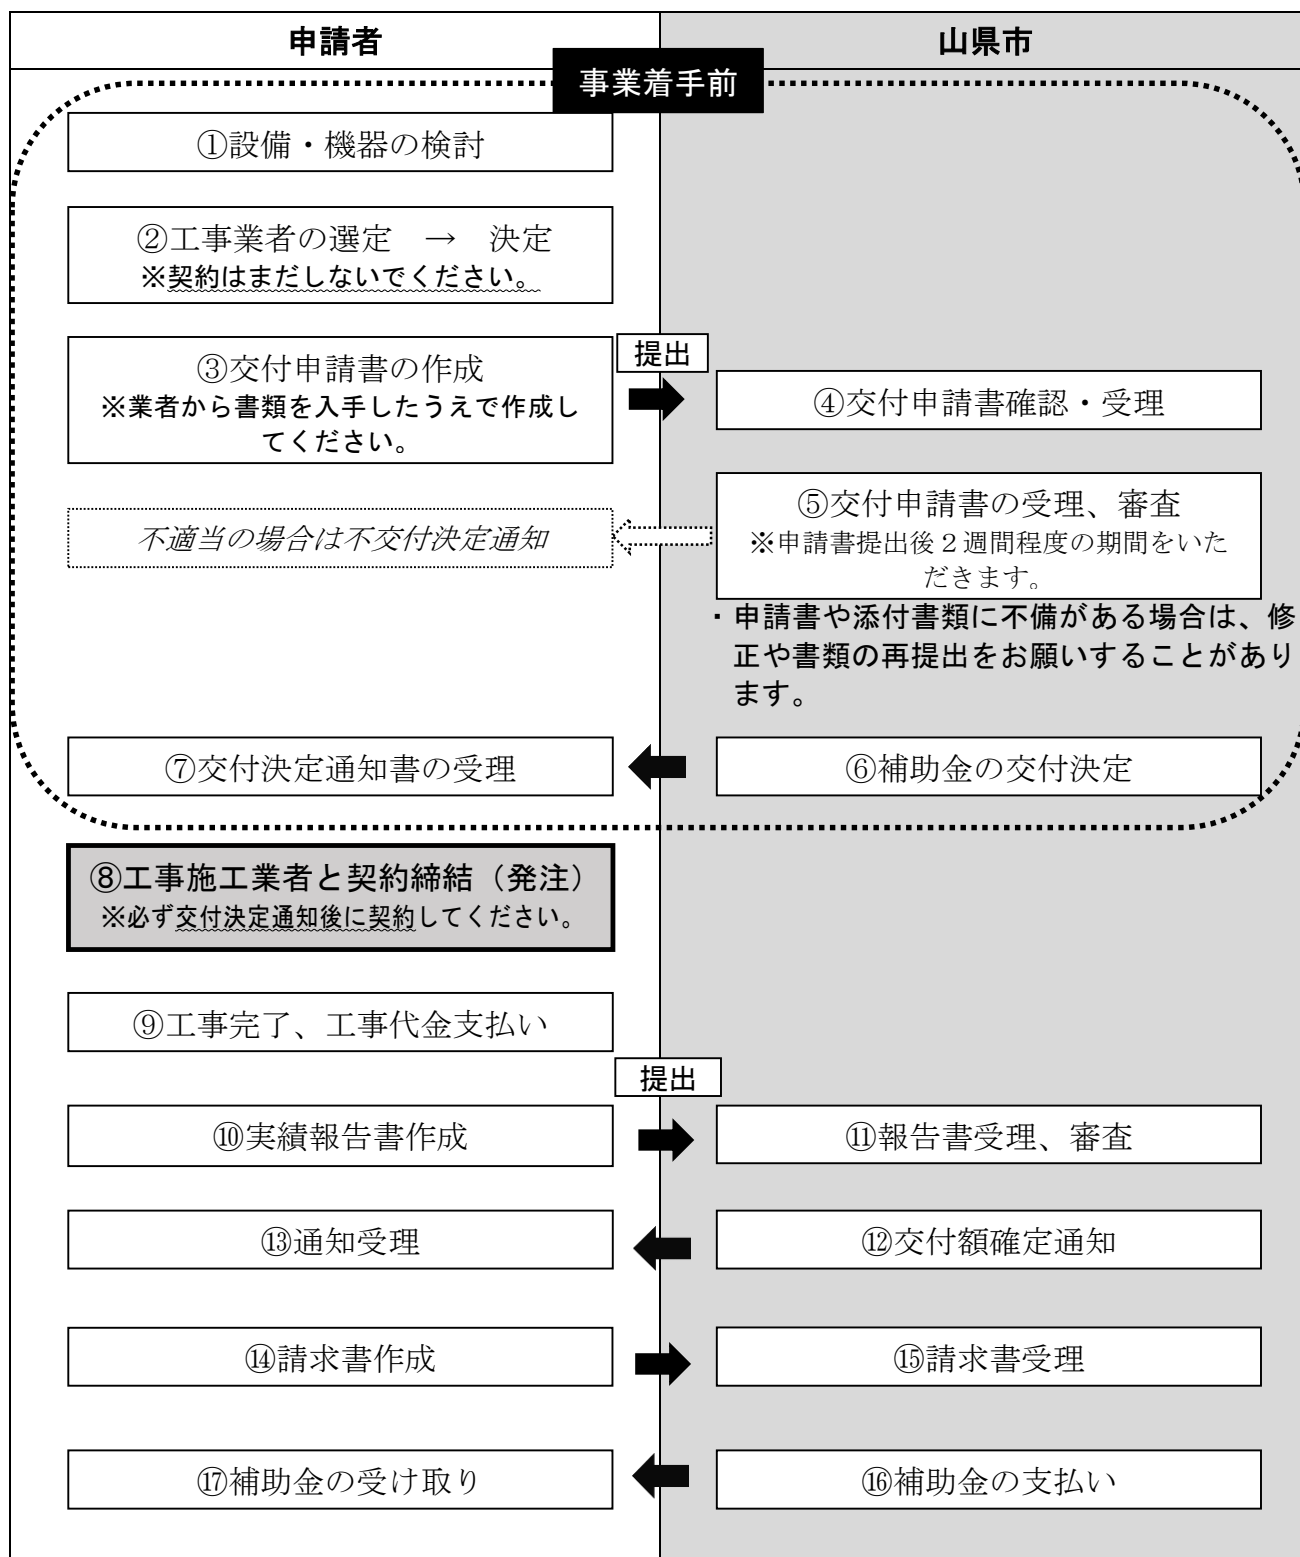 申請者
山県市
事業着手前
①設備・機器の検討
②工事業者の選定　→　決定
※契約はまだしないでください。
③交付申請書の作成
※業者から書類を入手したうえで作成し
てください。
提出
④交付申請書確認・受理
⑤交付申請書の受理、審査
※申請書提出後２週間程度の期間をいた
だきます。
不適当の場合は不交付決定通知
・申請書や添付書類に不備がある場合は、修
正や書類の再提出をお願いすることがあり
ます。
⑥補助金の交付決定
⑦交付決定通知書の受理
⑧工事施工業者と契約締結（発注）
※必ず交付決定通知後に契約してください。
⑨工事完了、工事代金支払い
提出
⑩実績報告書作成
⑪報告書受理、審査
⑫交付額確定通知
⑬通知受理
⑭請求書作成
⑮請求書受理
⑯補助金の支払い
⑰補助金の受け取り